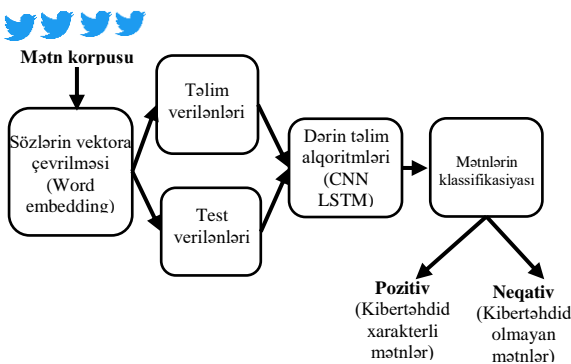 Mətn korpusu
Sözlərin vektora
çevrilməsi
(Word
embedding)
Təlim
verilənləri
Test
verilənləri
Dərin təlim
alqoritmləri
(CNN
LSTM)
Mətnlərin
klassifikasiyası
Pozitiv
(Kibertəhdid
xarakterli
mətnlər)
Neqativ
(Kibertəhdid
olmayan
mətnlər)